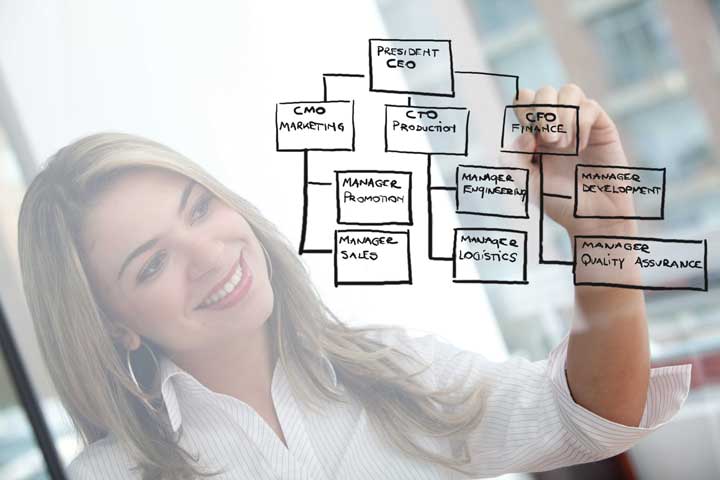 PRESIDENT
CEO
CMO
MARKETING
CTO
PRODUCTION
CFO
FINANCE
MANAGER
PROMOTION
MANAGER
SALES
MANAGER
ENGINEERING
MANAGER
LOGISTICS
MANAGER
DEVELOPMENT
MANAGER
QUALITY ASSURANCE